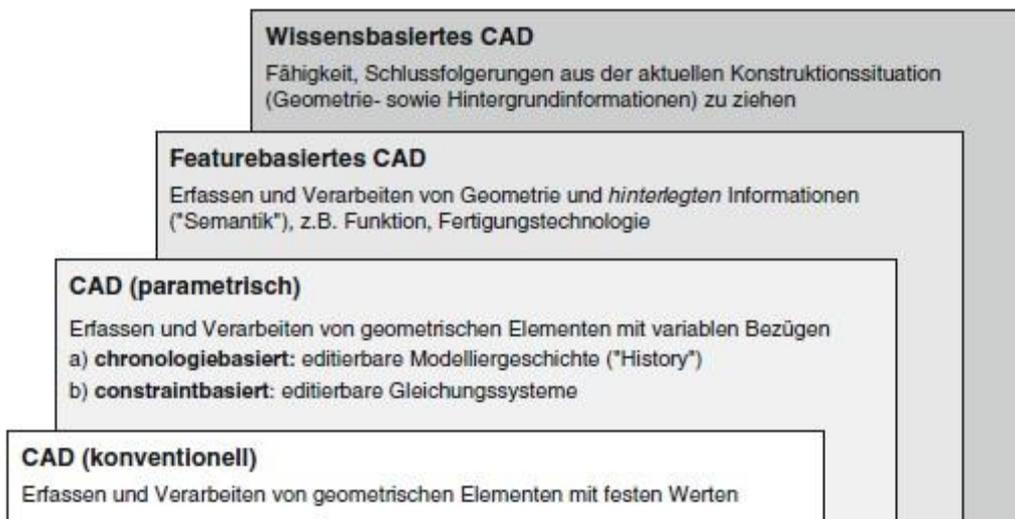 Wissensbasiertes CAD
Fähigkeit, Schlussfolgerungen aus der aktuellen Konstruktionssituation
(Geometrie- sowie Hintergrundinformationen) zu ziehen
Featurebasiertes CAD
Erfassen und Verarbeiten von Geometrie und hinterlegten Informationen
("Semantik"), z.B. Funktion, Fertigungstechnologie
CAD (parametrisch)
Erfassen und Verarbeiten von geometrischen Elementen mit variablen Bezügen
a) chronologiebasiert: editierbare Modelliergeschichte ("History")
b) constraintbasiert: editierbare Gleichungssysteme
CAD (konventionell)
Erfassen und Verarbeiten von geometrischen Elementen mit festen Werten